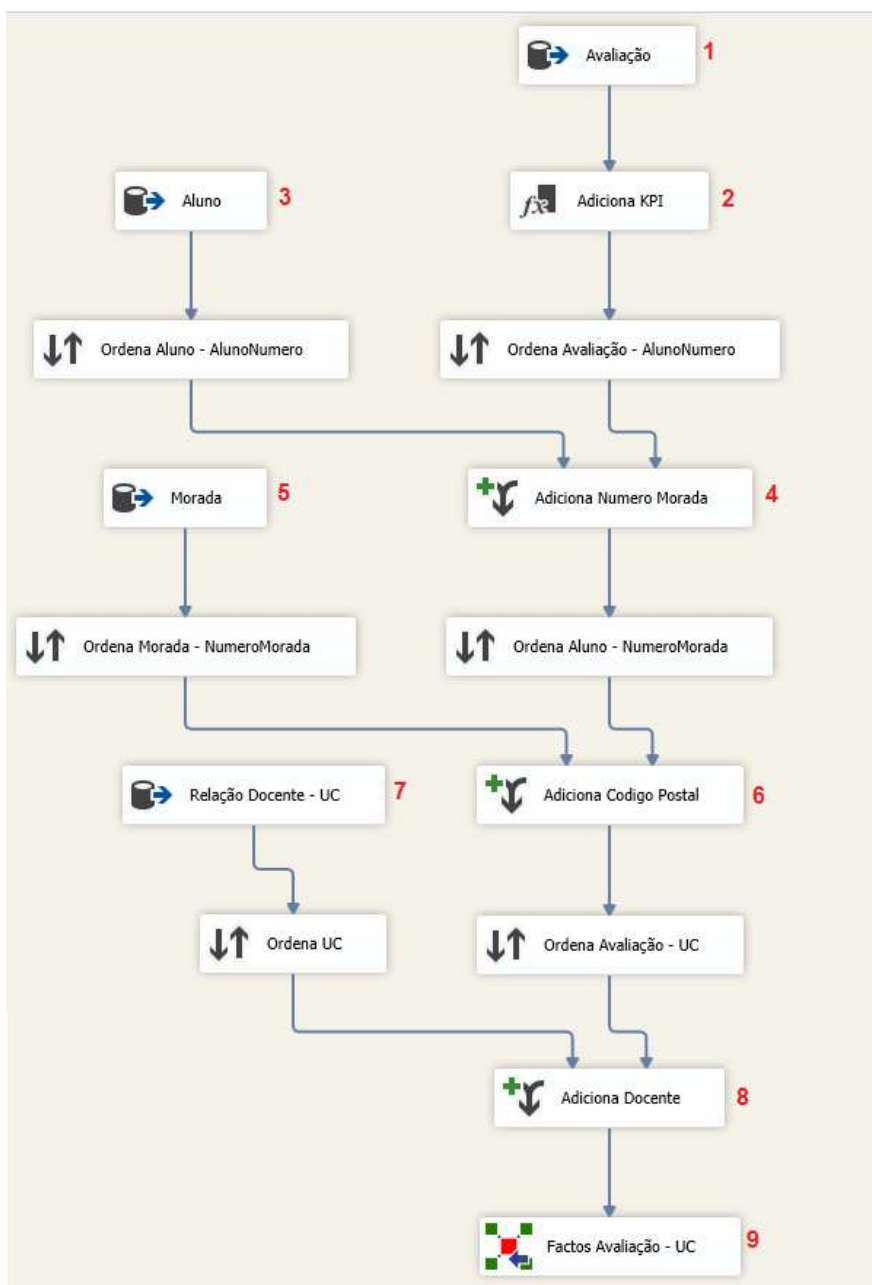 Avaliação 1
Aluno 3
Adiciona KPI 2
Ordena Aluno - AlunoNumero
Ordena Avaliação - AlunoNumero
Morada 5
Adiciona Numero Morada 4
Ordena Morada - NumeroMorada
Ordena Aluno - NumeroMorada
Relação Docente - UC 7
Adiciona Codigo Postal 6
Ordena UC
Ordena Avaliação - UC
Adiciona Docente 8
Factos Avaliação - UC 9